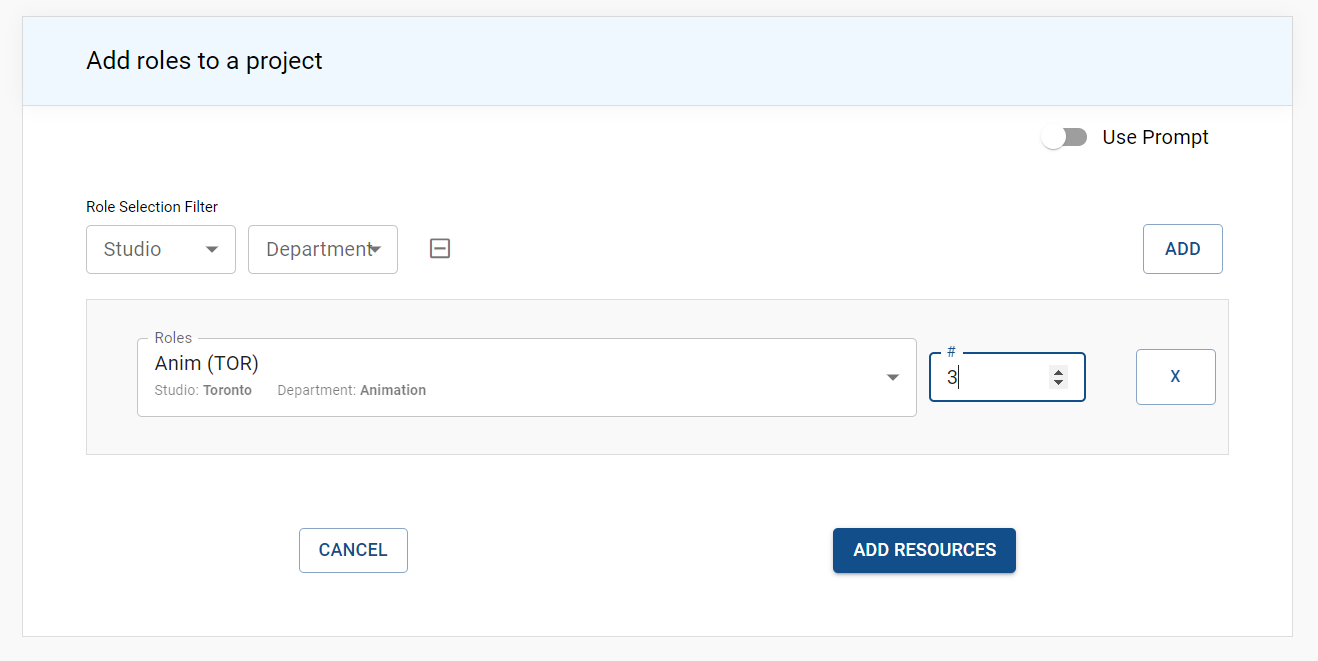 Add roles to a project
Use Prompt
Role Selection Filter
Studio
Department
ADD
Roles
Anim (TOR)
Studio: Toronto Department: Animation
#
3
X
CANCEL
ADD RESOURCES